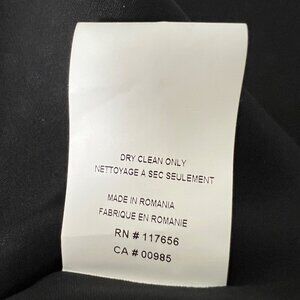 DRY CLEAN ONLY
NETTOYAGE A SEC SEULEMENT
MADE IN ROMANIA
FABRIQUE EN ROMANIE
RN # 117656
CA # 00985